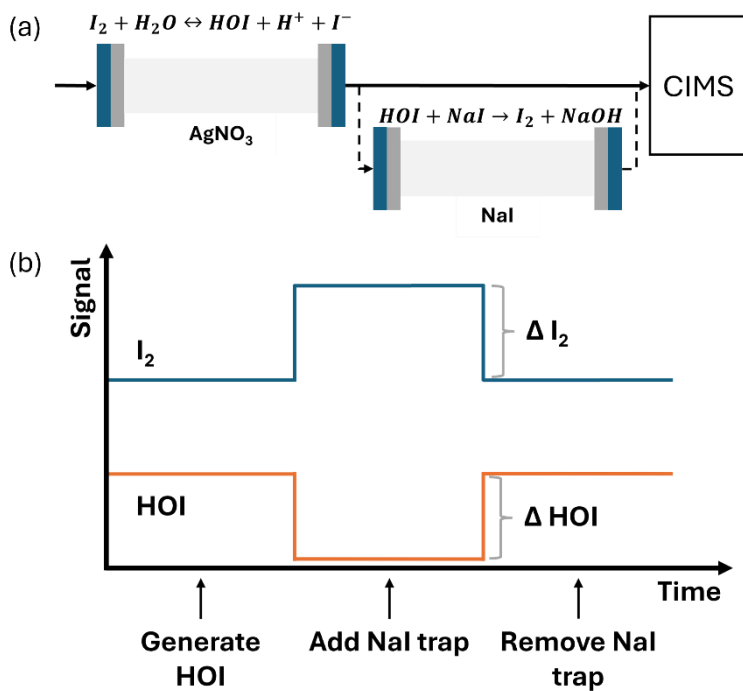 (a)
I₂ + H₂O ↔ HOI + H⁺ + I⁻
AgNO₃
CIMS
HOI + NaI → I₂ + NaOH
NaI
(b)
Signal
I₂
Δ I₂
HOI
Δ HOI
Time
Generate
HOI
Add NaI trap
Remove NaI
trap